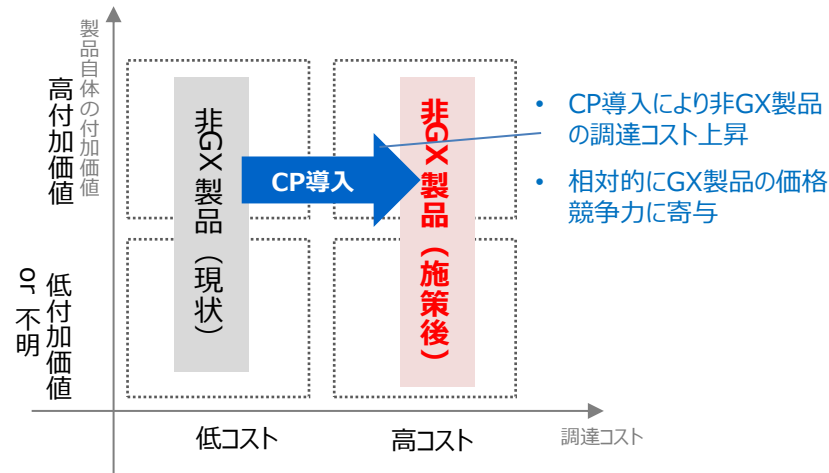 製品自体の付加価値
高付加価値
低付加価値
or 不明
非GX 製品（現状）
CP導入
非GX 製品（施策後）
• CP導入により非GX製品
の調達コスト上昇
• 相対的にGX製品の価格
競争力に寄与
低コスト
高コスト
調達コスト